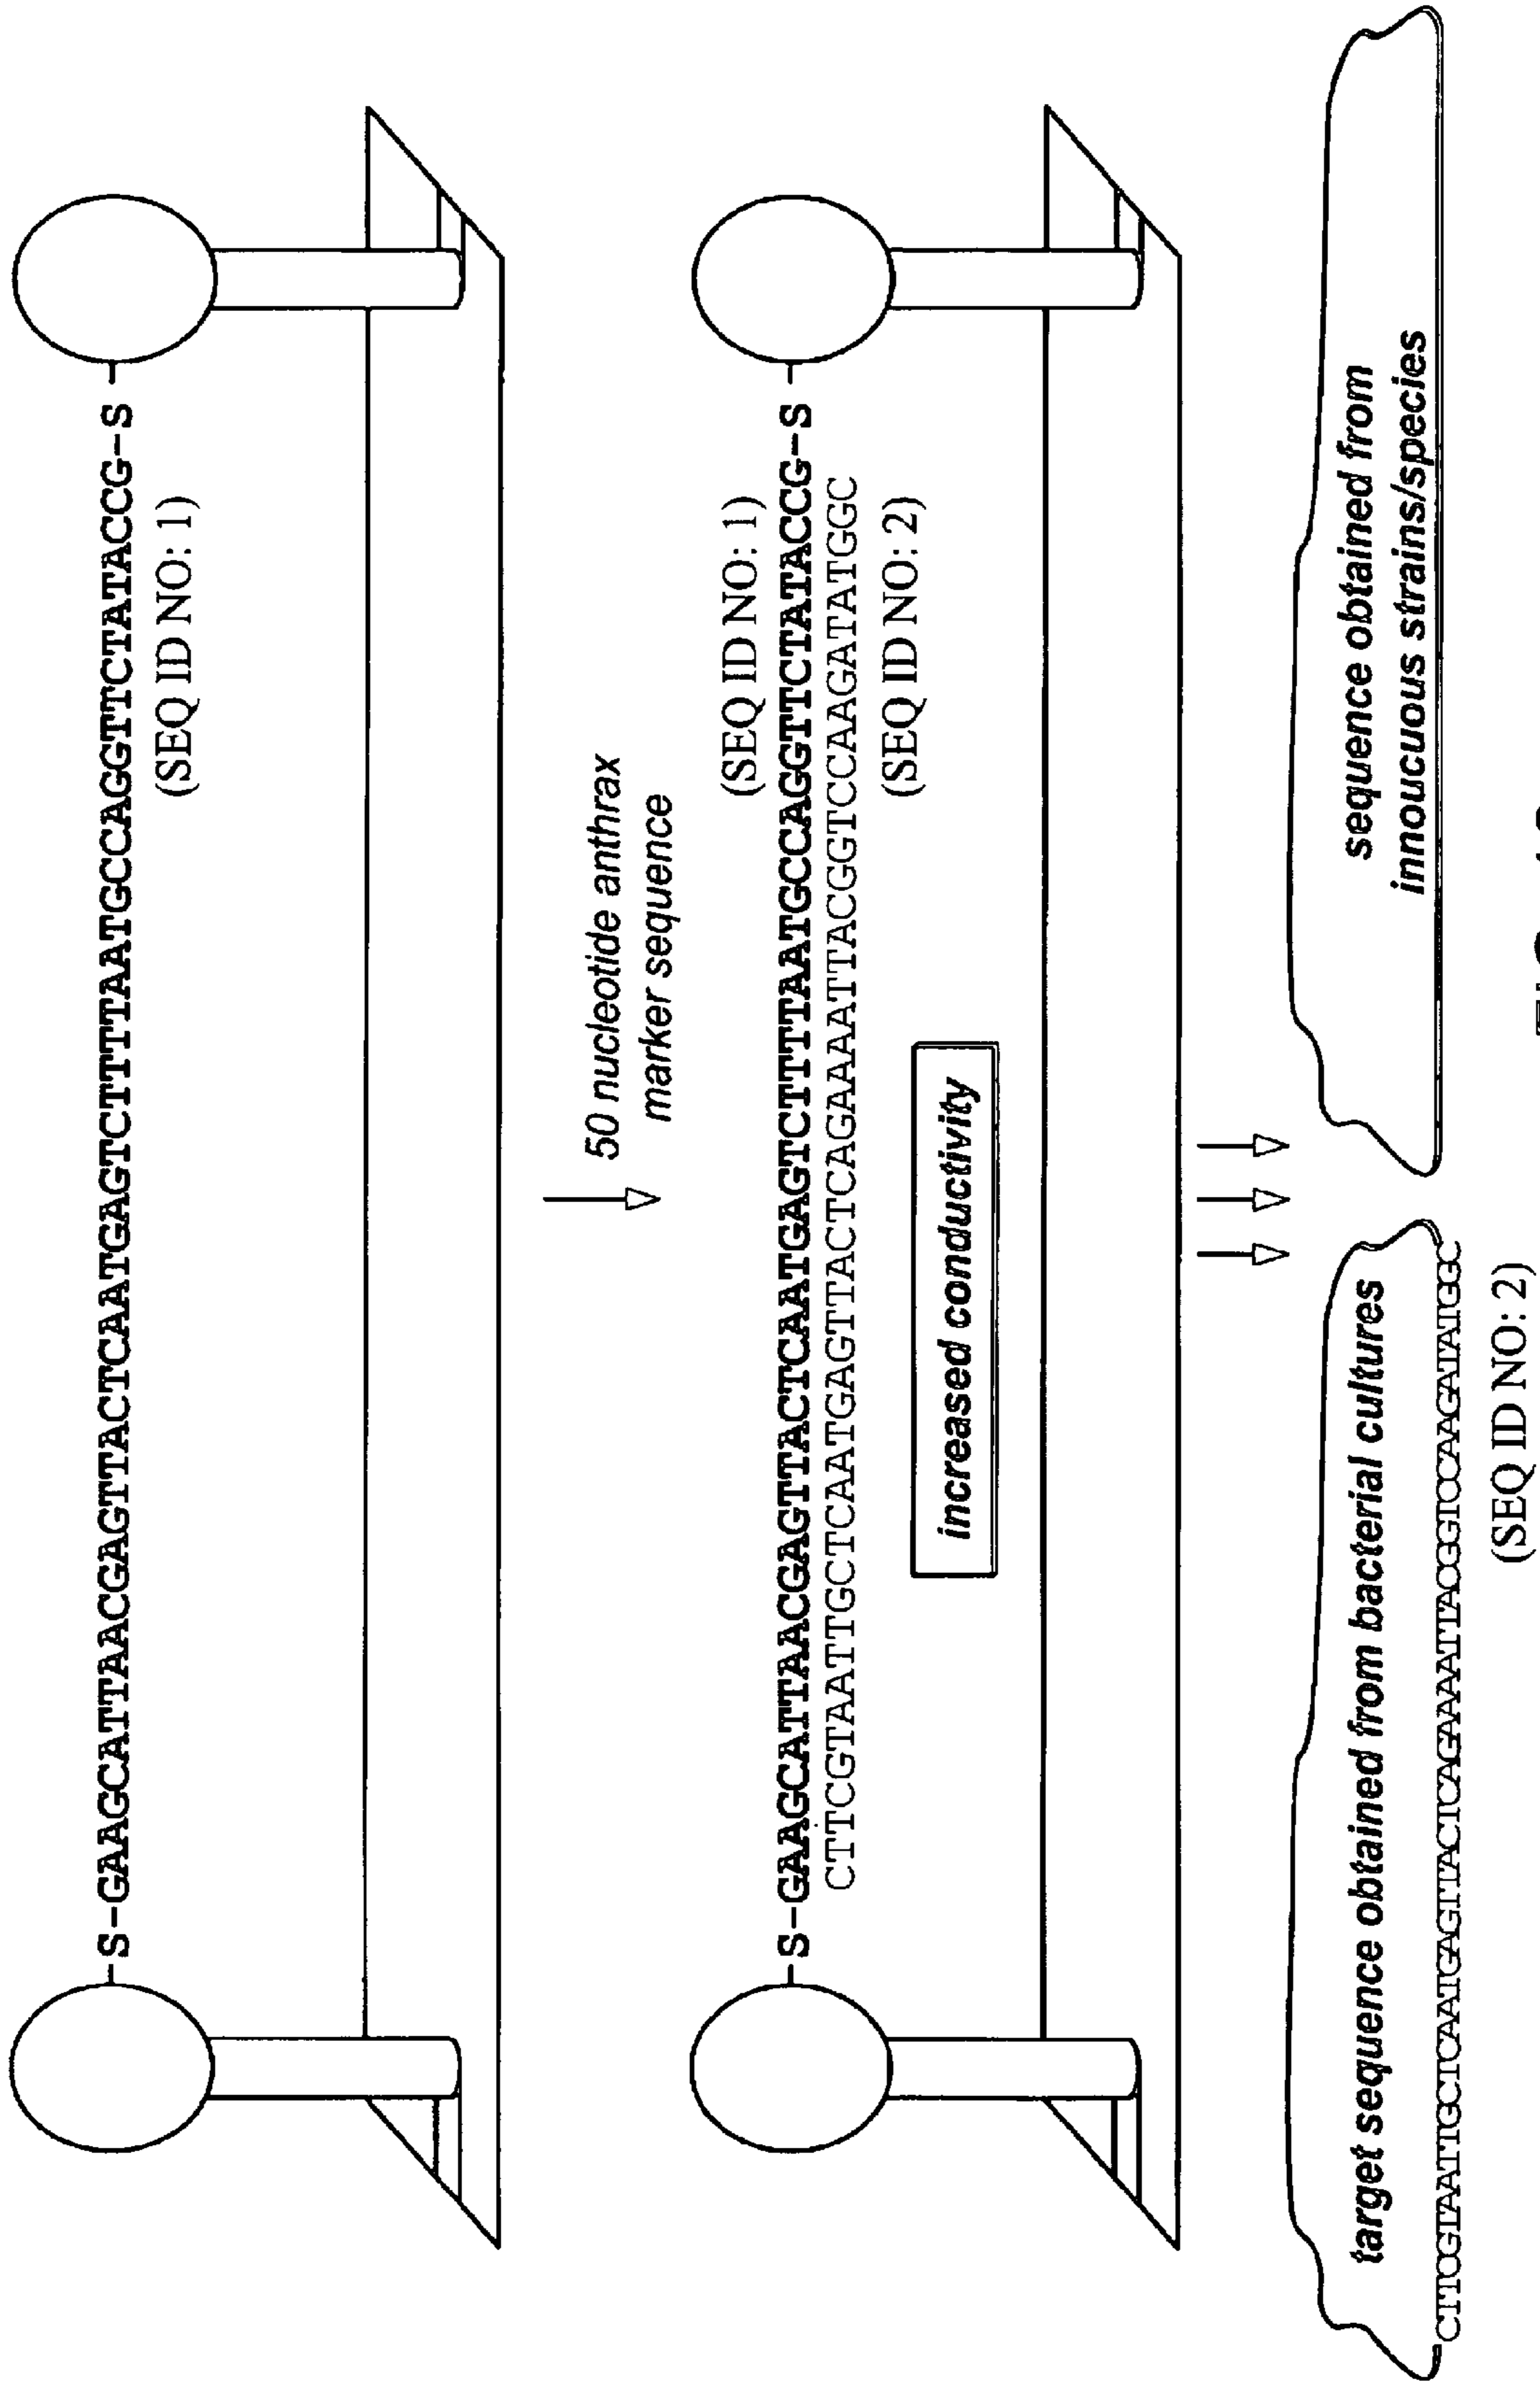 -S-GAAGCATTAACGAGTTACTCAATGAGTCTTTTAATGCCAGGTTCTATACCG-S-
(SEQ ID NO: 1)
50 nucleotide anthrax
marker sequence
(SEQ ID NO: 1)
-S-GAAGCATTAACGAGTTACTCAATGAGTCTTTTAATGCCAGGTTCTATACCG-S-
CTTCGTAATTGCTCAATGAGTTACTCAGAAAATTACGGTCCAAGATATGGC
(SEQ ID NO: 2)
increased conductivity
target sequence obtained from bacterial cultures
CTTCGTAATTGCTCAATGAGTTACTCAGAAAATTACGGTCCAAGATATGGC
(SEQ ID NO: 2)
sequence obtained from
innoucuous strains/species